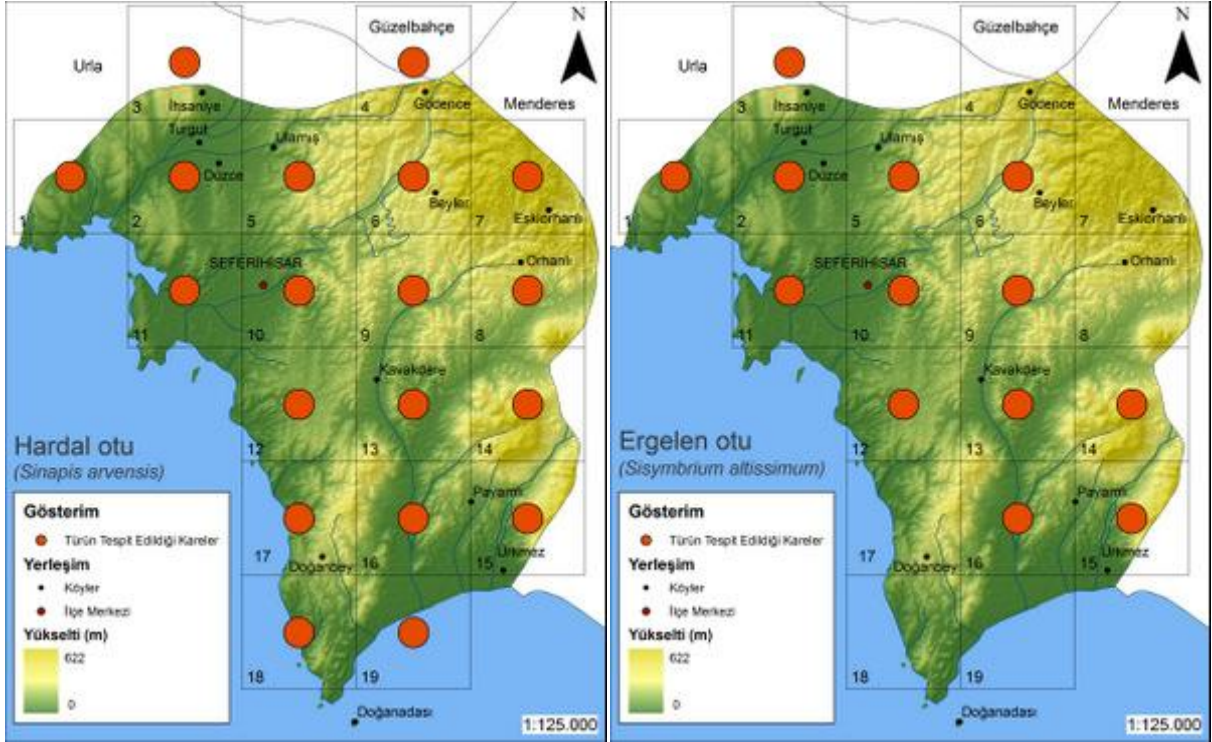 Güzelbahçe
N
Urla
3
4
Gödence
Menderes
İhsaniye
Turgut
Ulamış
Düzce
Beyler
1
2
5
6
7
Eskiorhanlı
SEFERİHİSAR
Orhanlı
11
10
9
8
Kavakdere
Hardal otu
(Sinapis arvensis)
12
13
14
Payamlı
Gösterim
Türün Tespit Edildiği Kareler
Yerleşim
Köyler
İlçe Merkezi
Yükselti (m)
622
0
17
Doğanbey
16
15
Ürkmez
18
19
Doğanadası
1:125.000
Güzelbahçe
N
Urla
3
4
Gödence
Menderes
İhsaniye
Turgut
Ulamış
Düzce
Beyler
1
2
5
6
7
Eskiorhanlı
SEFERİHİSAR
Orhanlı
11
10
9
8
Kavakdere
Ergelen otu
(Sisymbrium altissimum)
12
13
14
Payamlı
Gösterim
Türün Tespit Edildiği Kareler
Yerleşim
Köyler
İlçe Merkezi
Yükselti (m)
622
0
17
Doğanbey
16
15
Ürkmez
18
19
Doğanadası
1:125.000